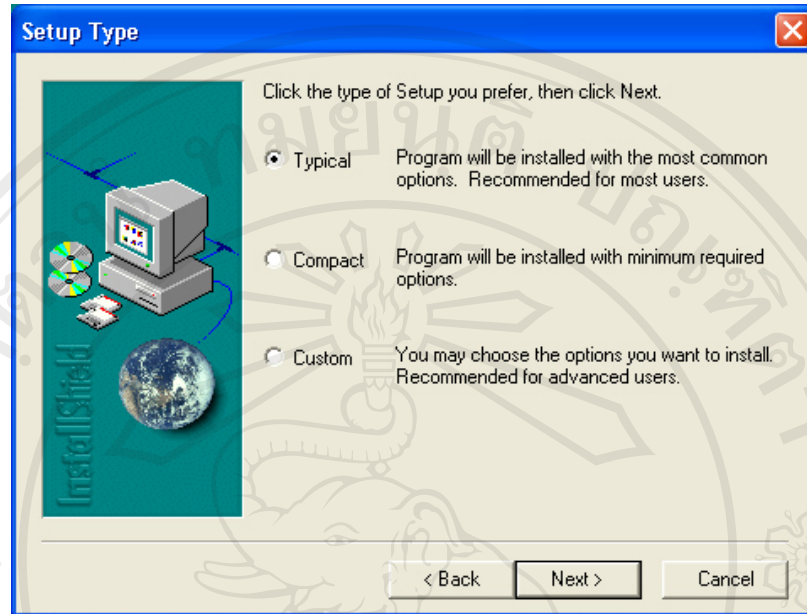 Setup Type
Click the type of Setup you prefer, then click Next.
Typical Program will be installed with the most common
options. Recommended for most users.
Compact Program will be installed with minimum required
options.
Custom You may choose the options you want to install.
Recommended for advanced users.
InstallShield
< Back Next > Cancel